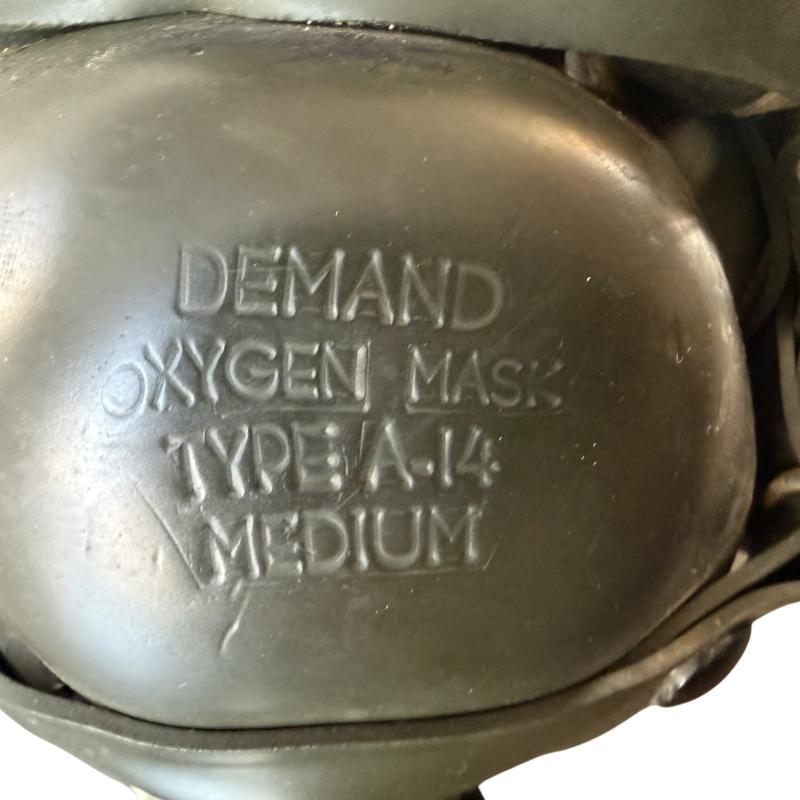 DEMAND
OXYGEN MASK
TYPE A-14
MEDIUM